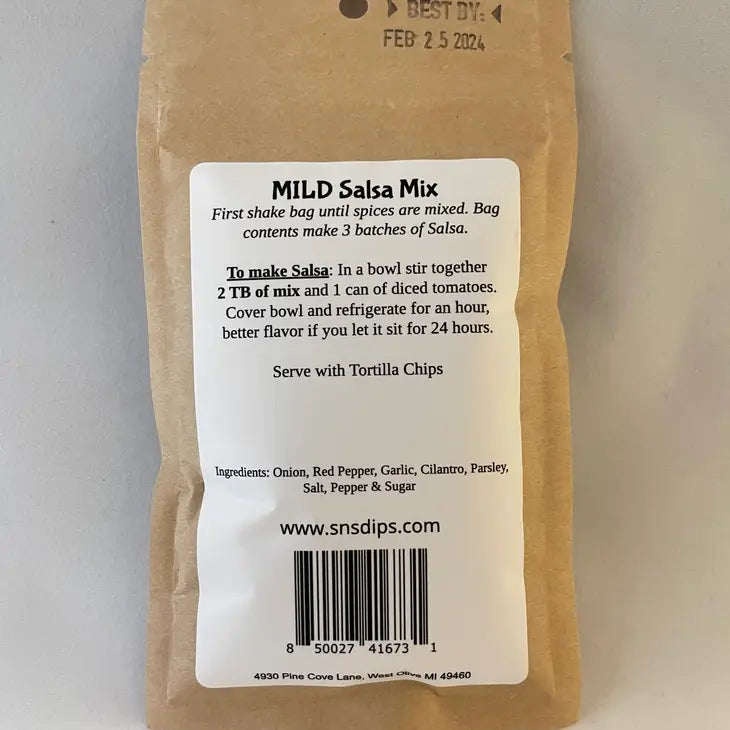 BEST BY:
FEB 25 2024
MILD Salsa Mix
First shake bag until spices are mixed. Bag
contents make 3 batches of Salsa.
To make Salsa: In a bowl stir together
2 TB of mix and 1 can of diced tomatoes.
Cover bowl and refrigerate for an hour,
better flavor if you let it sit for 24 hours.
Serve with Tortilla Chips
Ingredients: Onion, Red Pepper, Garlic, Cilantro, Parsley,
Salt, Pepper & Sugar
www.snsdips.com
8 50027 41673 1
4930 Pine Cove Lane, West Olive MI 49460